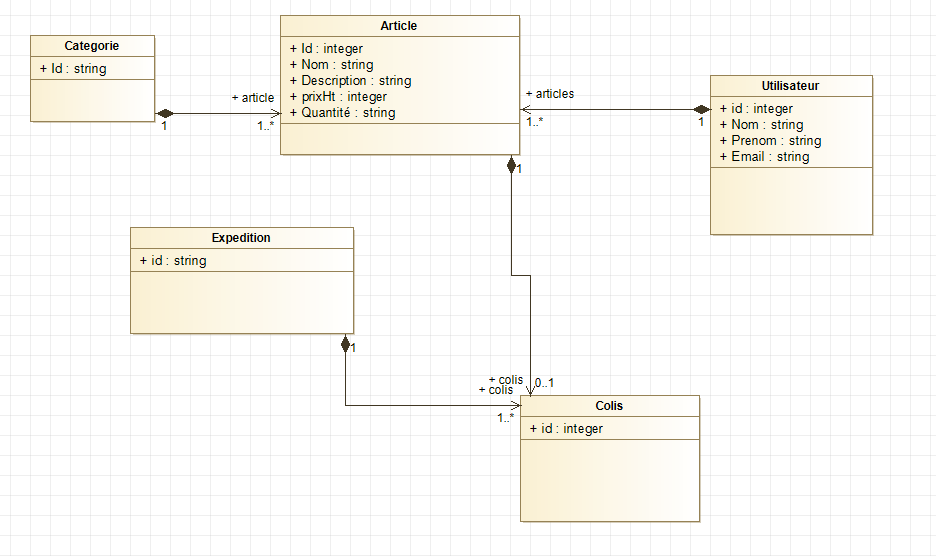 Categorie
+ Id : string
Article
+ Id : integer
+ Nom : string
+ Description : string
+ prixHt : integer
+ Quantité : string
Utilisateur
+ id : integer
+ Nom : string
+ Prenom : string
+ Email : string
+ article
1
1..*
+ articles
1..*
1
1
Expedition
+ id : string
1
+ colis
+ colis
0..1
1..*
Colis
+ id : integer